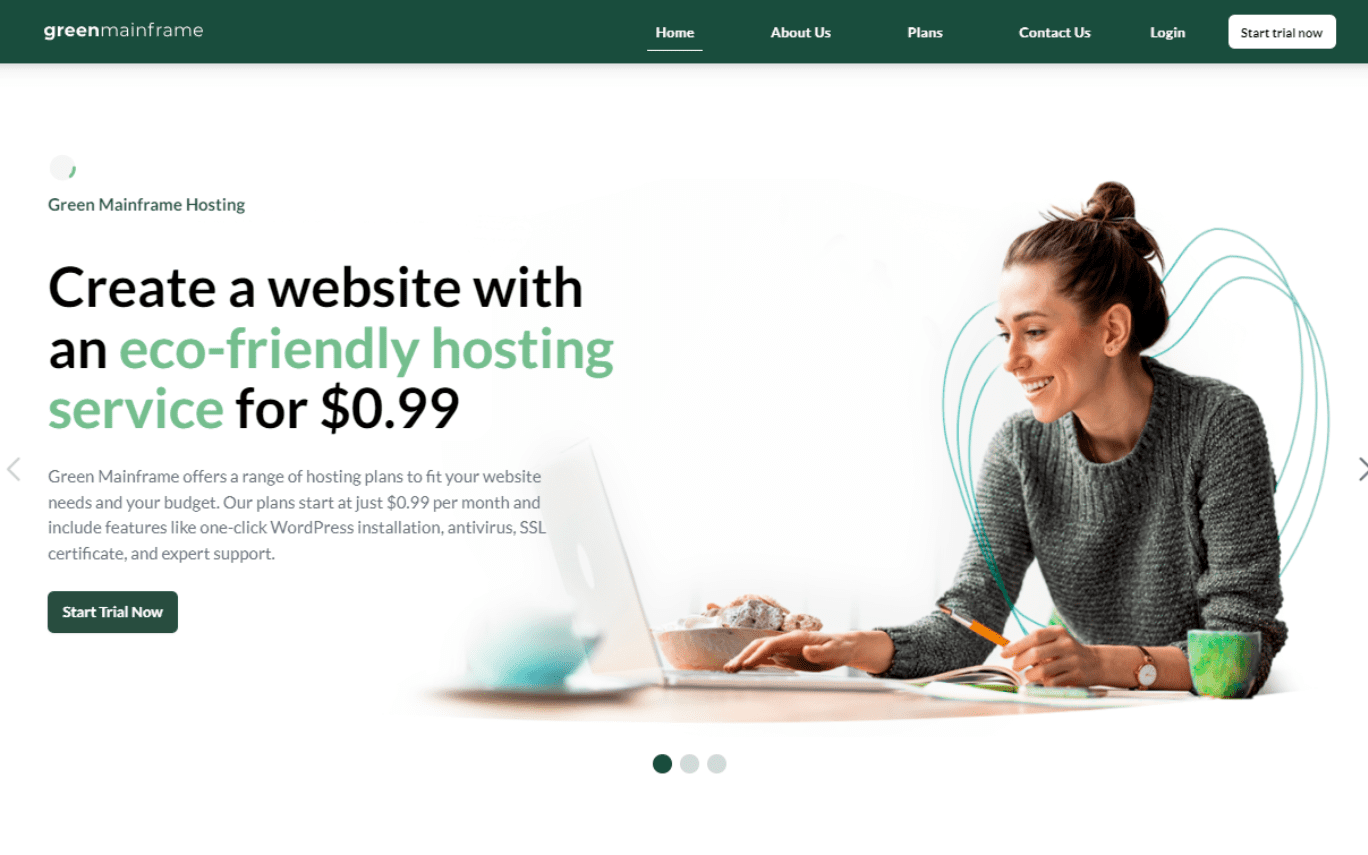 greenmainframe
Home
About Us
Plans
Contact Us
Login
Start trial now
Green Mainframe Hosting
Create a website with
an eco-friendly hosting
service for $0.99
Green Mainframe offers a range of hosting plans to fit your website
needs and your budget. Our plans start at just $0.99 per month and
include features like one-click WordPress installation, antivirus, SSL
certificate, and expert support.
Start Trial Now